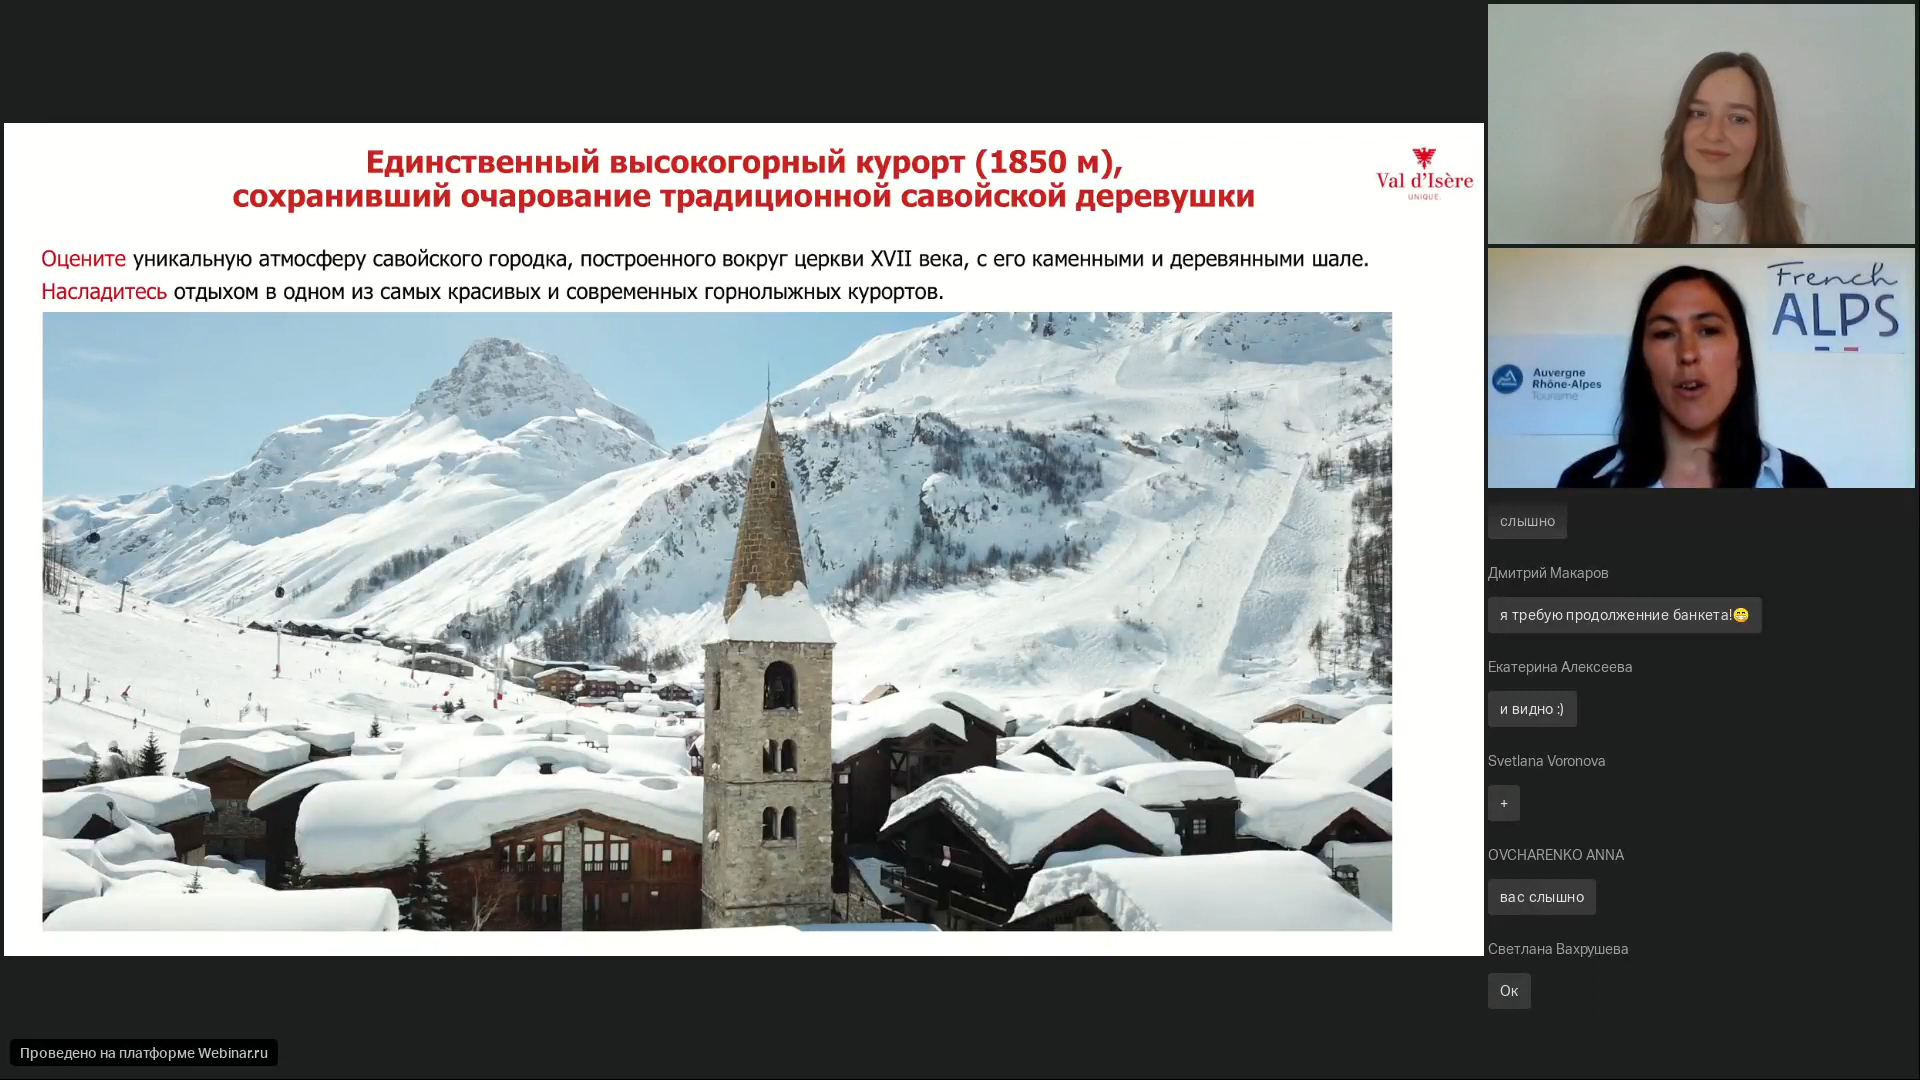 Единственный высокогорный курорт (1850 м),
сохранивший очарование традиционной савойской деревушки
Val d'Isère
UNIQUE.
Оцените уникальную атмосферу савойского городка, построенного вокруг церкви XVII века, с его каменными и деревянными шале.
Насладитесь отдыхом в одном из самых красивых и современных горнолыжных курортов.
French
ALPS
Auvergne
Rhône-Alpes
Tourisme
слышно
Дмитрий Макаров
я требую продолженние банкета!😁
Екатерина Алексеева
и видно :)
Svetlana Voronova
+
OVCHARENKO ANNA
вас слышно
Светлана Вахрушева
Ок
Проведено на платформе Webinar.ru